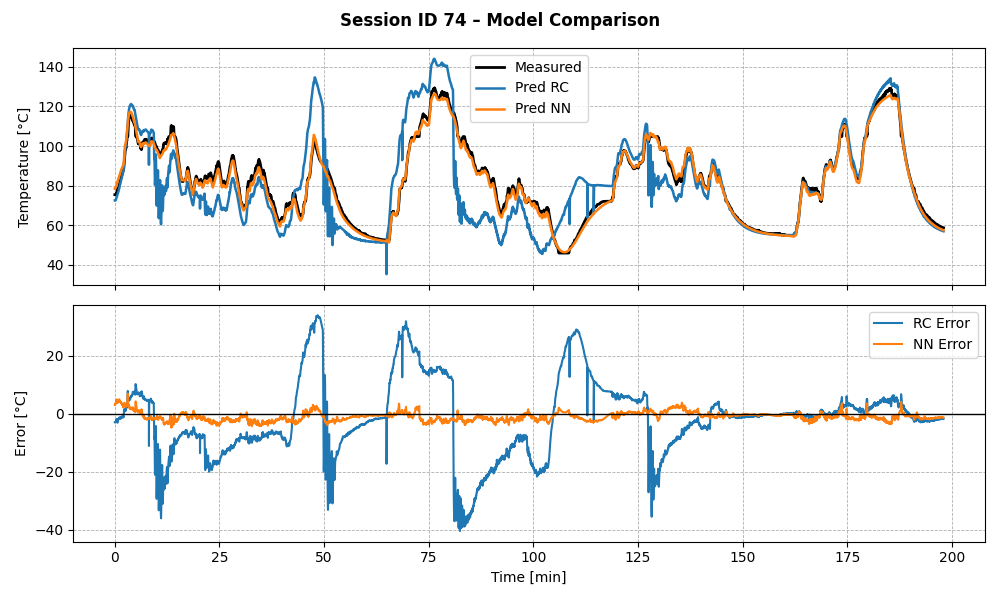 Session ID 74 – Model Comparison
Temperature [°C]
140
120
100
80
60
40
Measured
Pred RC
Pred NN
Error [°C]
20
0
−20
−40
RC Error
NN Error
0
25
50
75
100
125
150
175
200
Time [min]